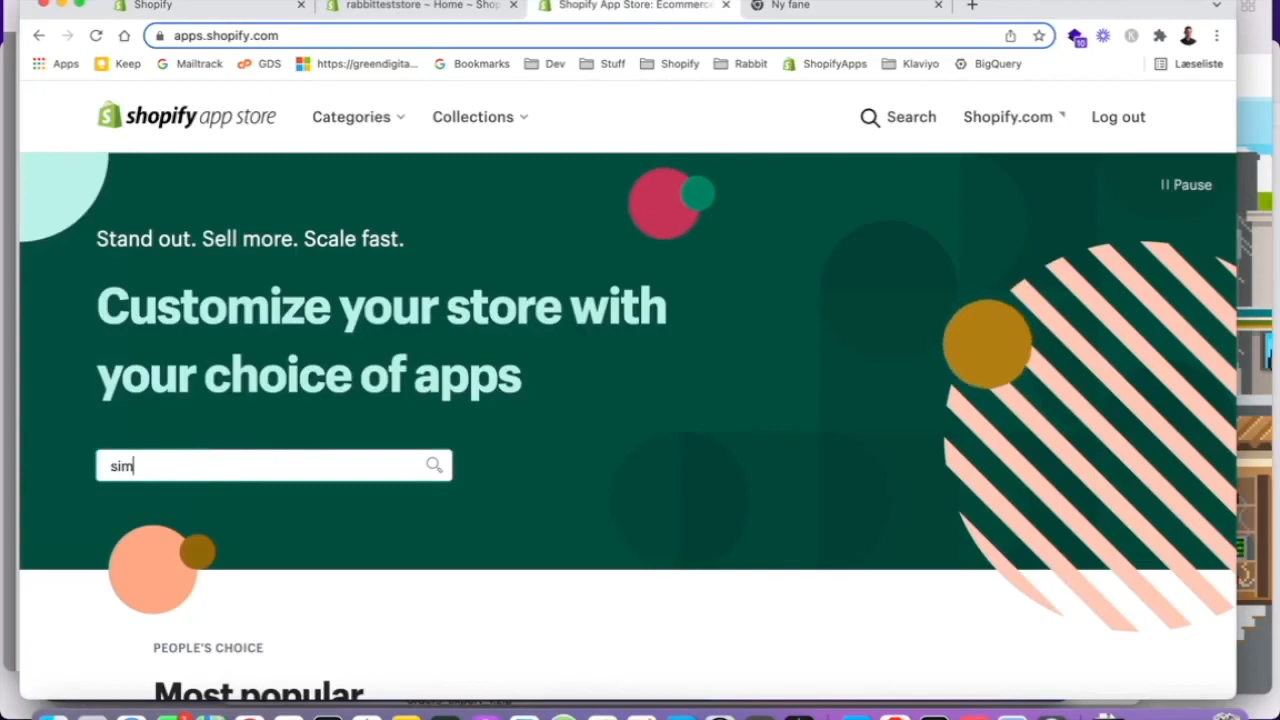 Shopify
rabbitteststore ~ Home ~ Shop
Shopify App Store: Ecommerce
Ny fane
apps.shopify.com
10
Apps
Keep
Mailtrack
GDS
https://greendigita...
Bookmarks
Dev
Stuff
Shopify
Rabbit
ShopifyApps
Klaviyo
BigQuery
Læseliste
shopify app store
Categories
Collections
Search
Shopify.com
Log out
Pause
Stand out. Sell more. Scale fast.
Customize your store with
your choice of apps
sim
PEOPLE'S CHOICE
Most popular